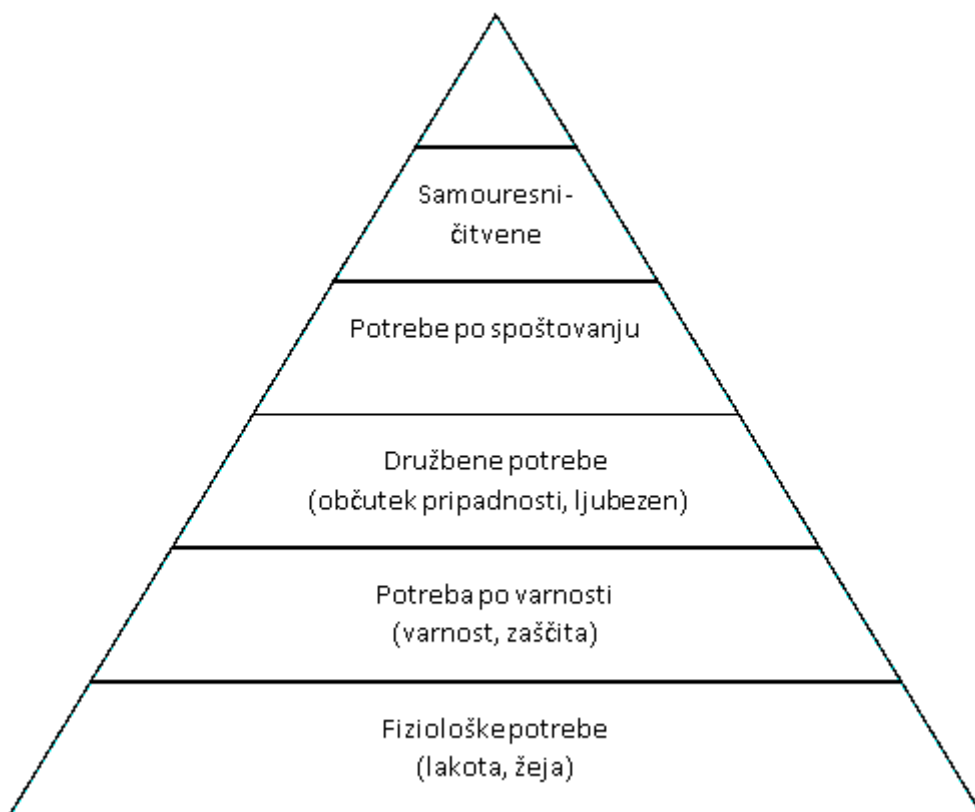 Samouresni-
čitvene
Potrebe po spoštovanju
Družbene potrebe
(občutek pripadnosti, ljubezen)
Potreba po varnosti
(varnost, zaščita)
Fiziološke potrebe
(lakota, žeja)